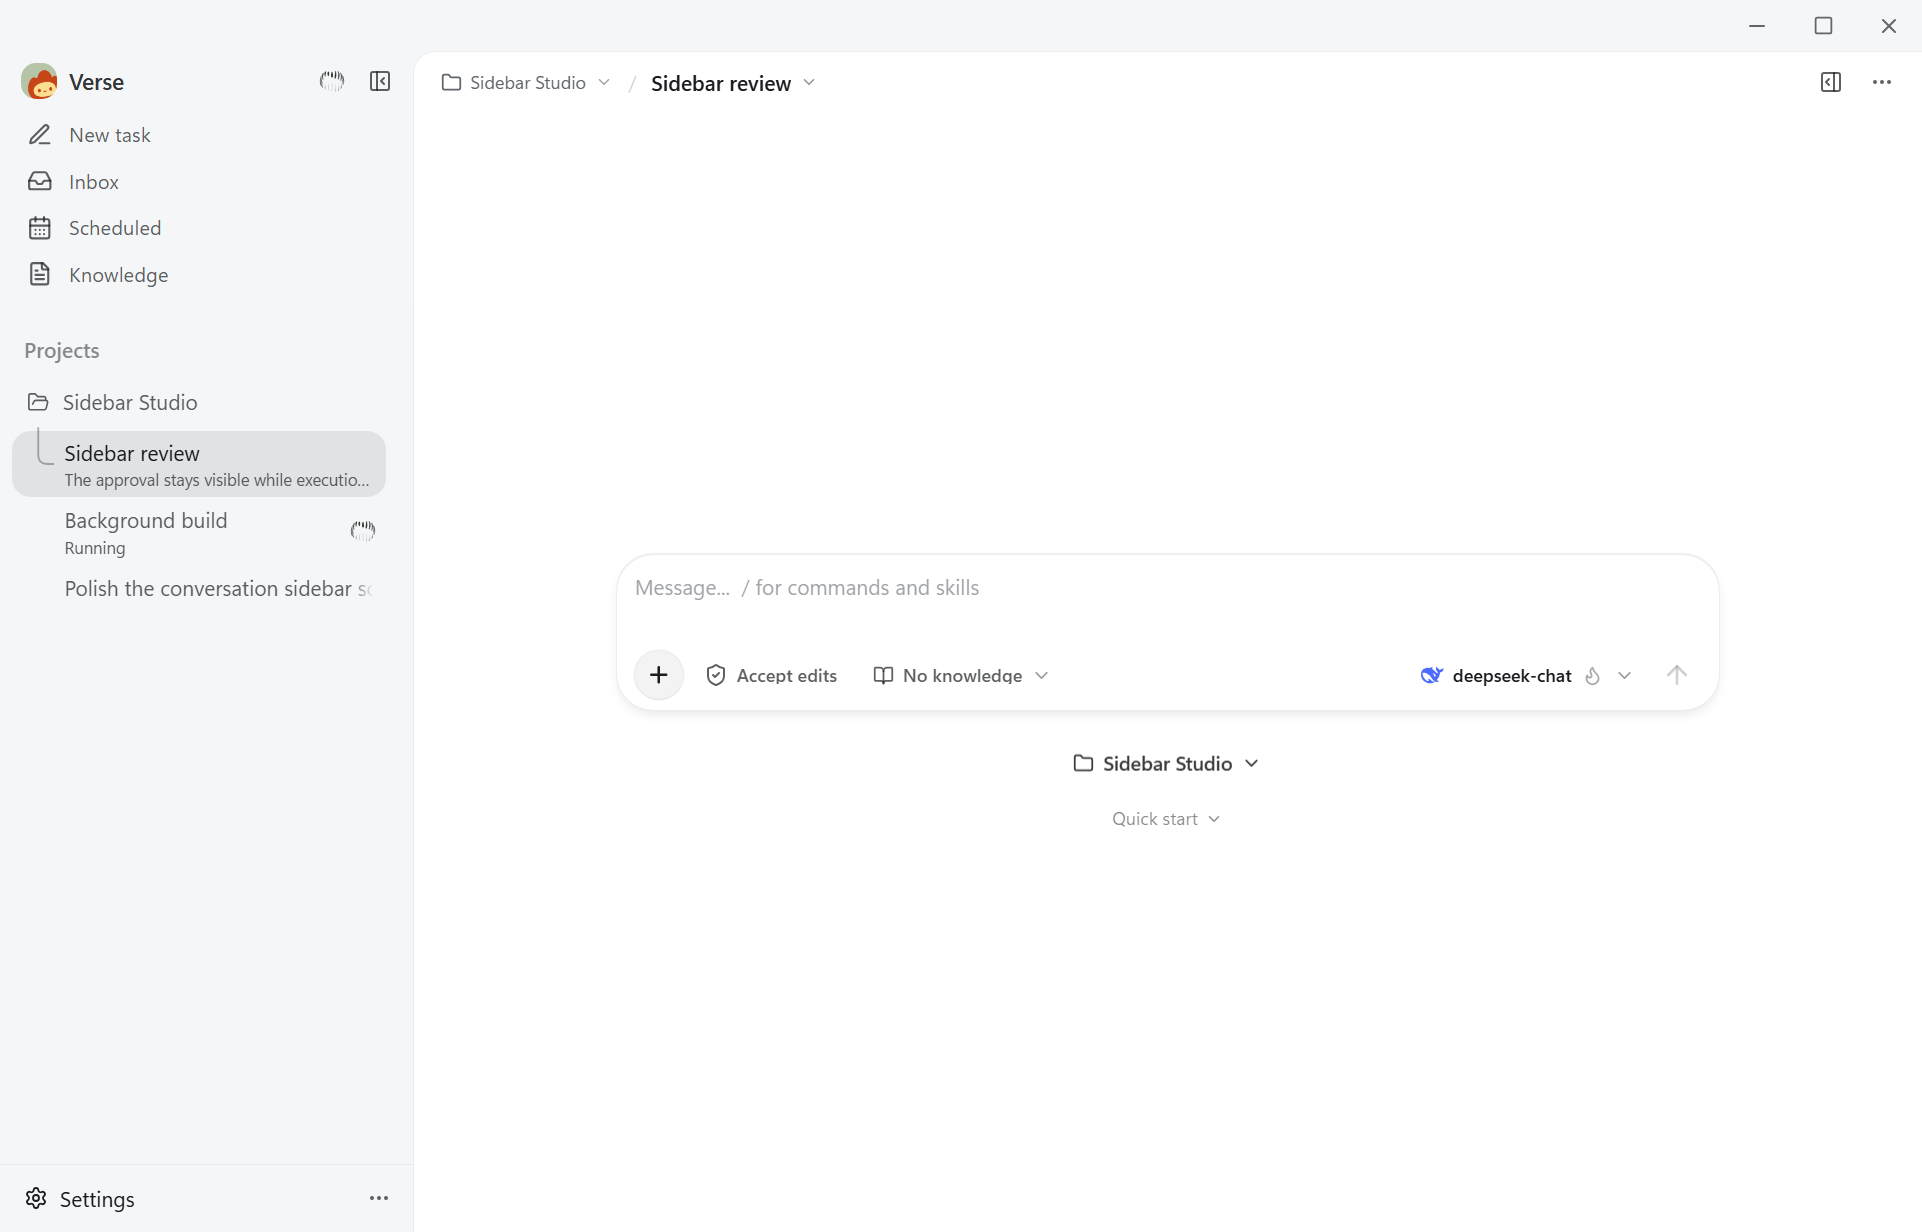 Verse
New task
Inbox
Scheduled
Knowledge
Projects
Sidebar Studio
Sidebar review
The approval stays visible while executio...
Background build
Running
Polish the conversation sidebar
Settings
Sidebar Studio / Sidebar review
Message... / for commands and skills
Accept edits
No knowledge
deepseek-chat
Sidebar Studio
Quick start